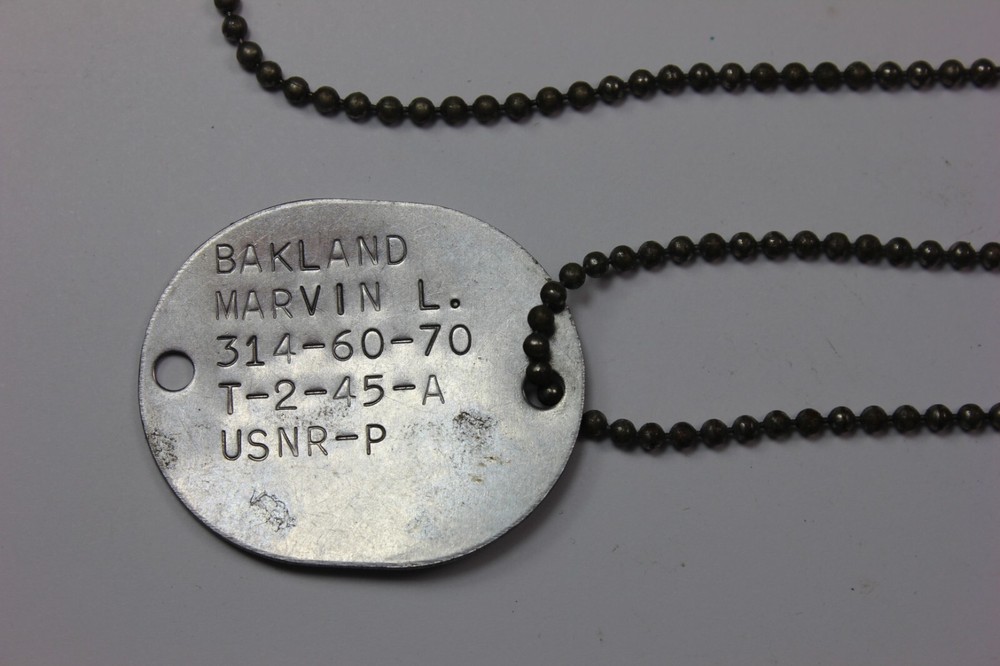 BAKLAND
MARVIN L.
314-60-70
T-2-45-A
USNR-P